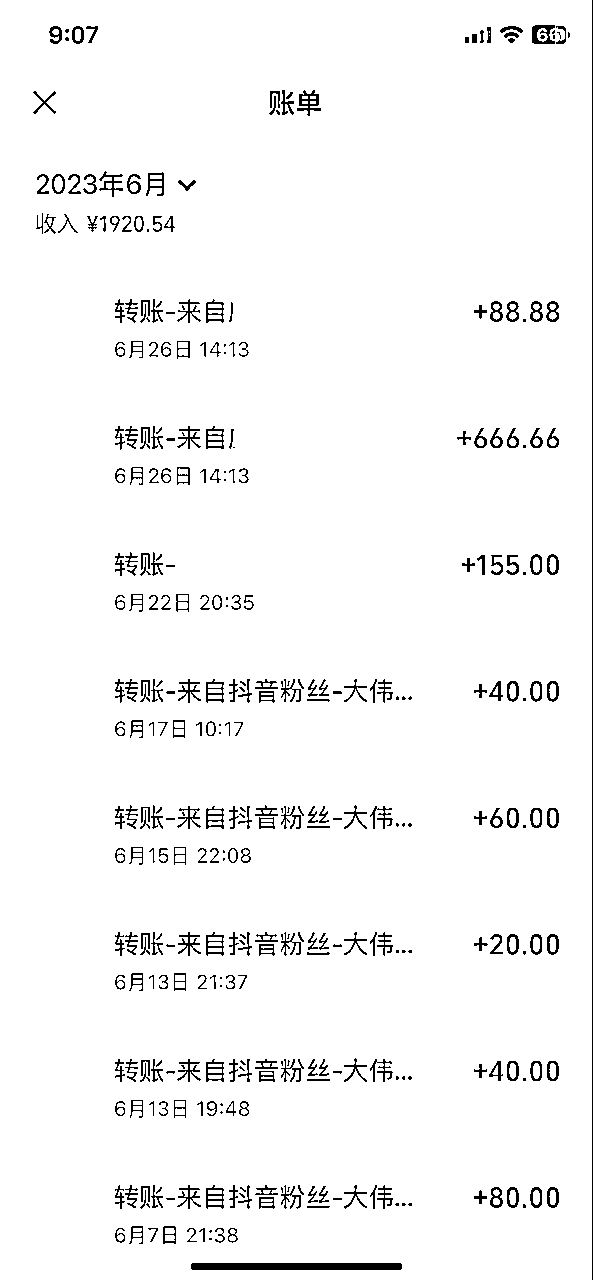 9:07
账单
2023年6月
收入 ¥1920.54
转账-来自
+88.88
6月26日 14:13
转账-来自
+666.66
6月26日 14:13
转账-
+155.00
6月22日 20:35
转账-来自抖音粉丝-大伟...
+40.00
6月17日 10:17
转账-来自抖音粉丝-大伟...
+60.00
6月15日 22:08
转账-来自抖音粉丝-大伟...
+20.00
6月13日 21:37
转账-来自抖音粉丝-大伟...
+40.00
6月13日 19:48
转账-来自抖音粉丝-大伟...
+80.00
6月7日 21:38